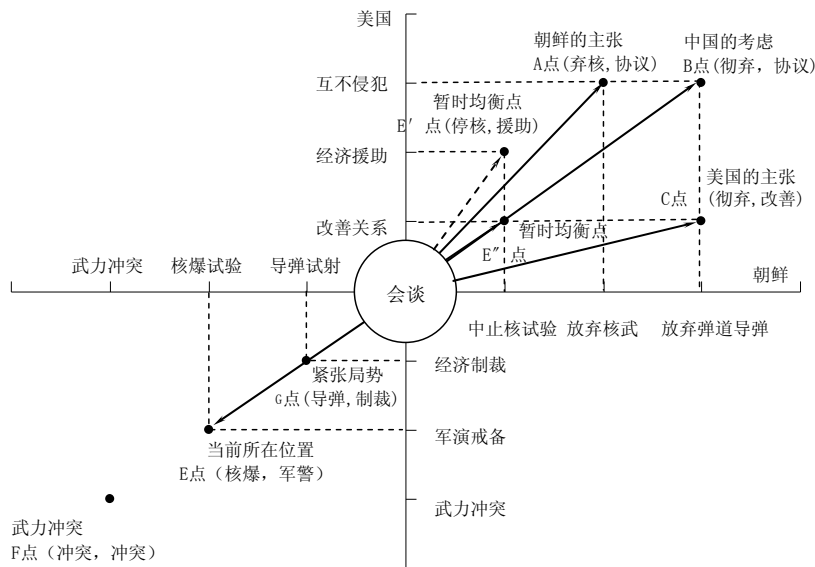 美国
朝鲜的主张
A点(弃核,协议)
中国的考虑
B点(彻弃，协议)
互不侵犯
暂时均衡点
E′ 点(停核,援助)
经济援助
美国的主张
(彻弃,改善)
C点
改善关系
暂时均衡点
E″ 点
武力冲突
核爆试验
导弹试射
会谈
朝鲜
中止核试验
放弃核武
放弃弹道导弹
经济制裁
紧张局势
G点(导弹,制裁)
军演戒备
当前所在位置
E点（核爆，军警）
武力冲突
武力冲突
F点（冲突，冲突）